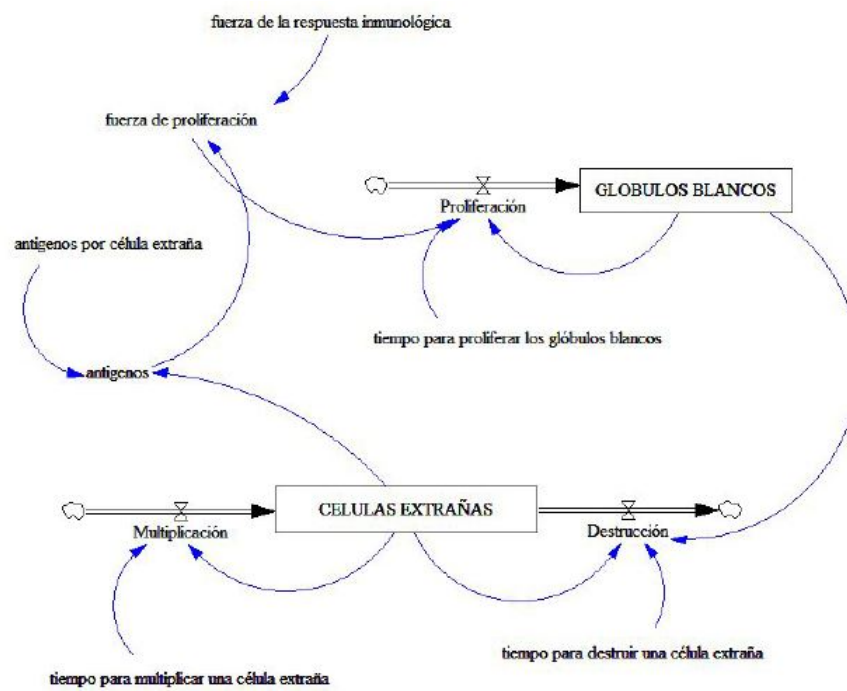 fuerza de la respuesta inmunológica
fuerza de proliferación
GLOBULOS BLANCOS
Proliferación
antigenos por célula extraña
tiempo para proliferar los glóbulos blancos
antigenos
CELULAS EXTRAÑAS
Multiplicación
Destrucción
tiempo para destruir una célula extraña
tiempo para multiplicar una célula extraña